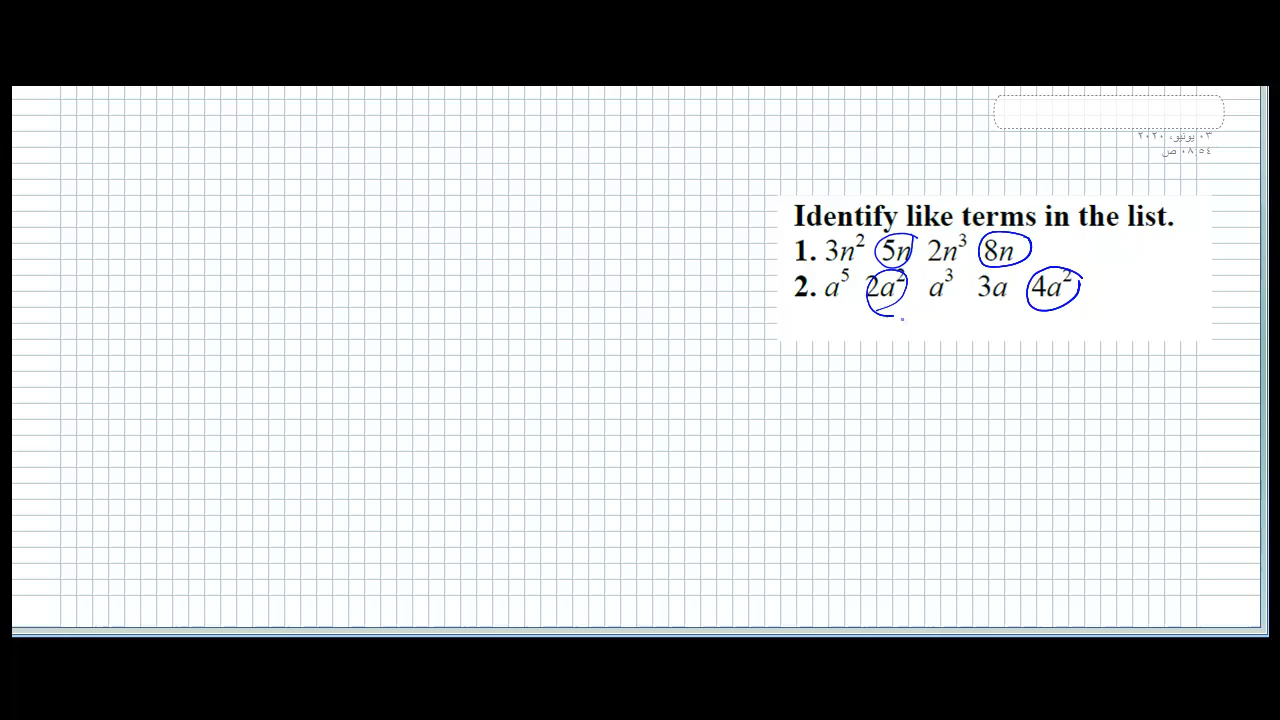 ٠٣ يونيو، ٢٠٢٠
٠٨:٥٤ ص
Identify like terms in the list.
1. 3n² 5n 2n³ 8n
2. a⁵ 2a² a³ 3a 4a²